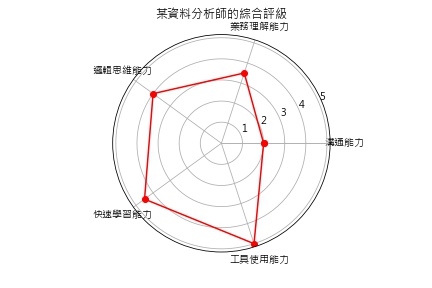 某資料分析師的綜合評級
業務理解能力
邏輯思維能力
5
4
3
2
1
溝通能力
快速學習能力
工具使用能力